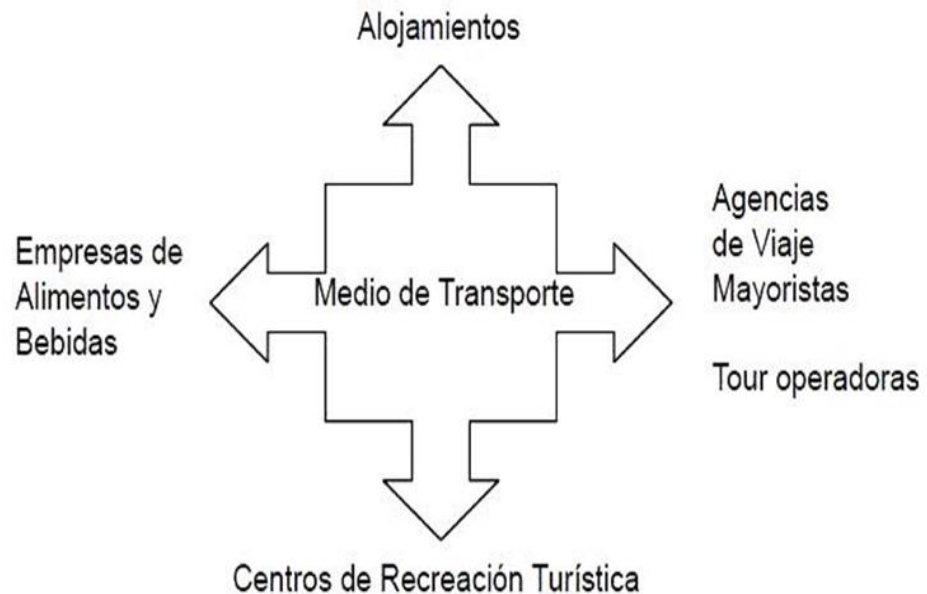 Alojamientos
Agencias
de Viaje
Mayoristas
Tour operadoras
Empresas de
Alimentos y
Bebidas
Medio de Transporte
Centros de Recreación Turística